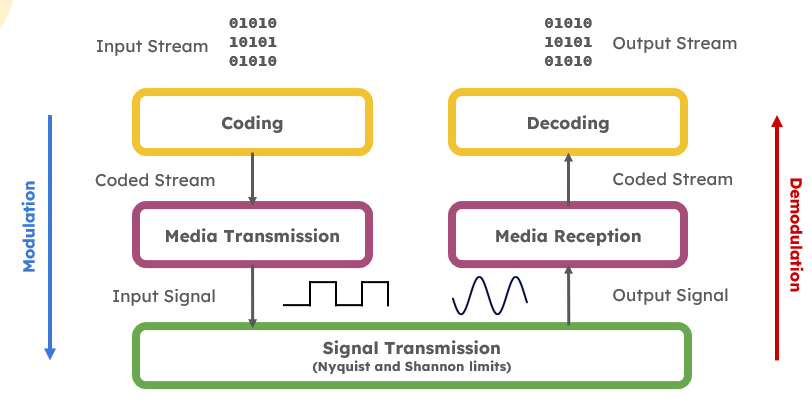 Input Stream
01010
10101
01010
01010
10101
01010
Output Stream
Coding
Decoding
Coded Stream
Coded Stream
Modulation
Demodulation
Media Transmission
Media Reception
Input Signal
Output Signal
Signal Transmission
(Nyquist and Shannon limits)